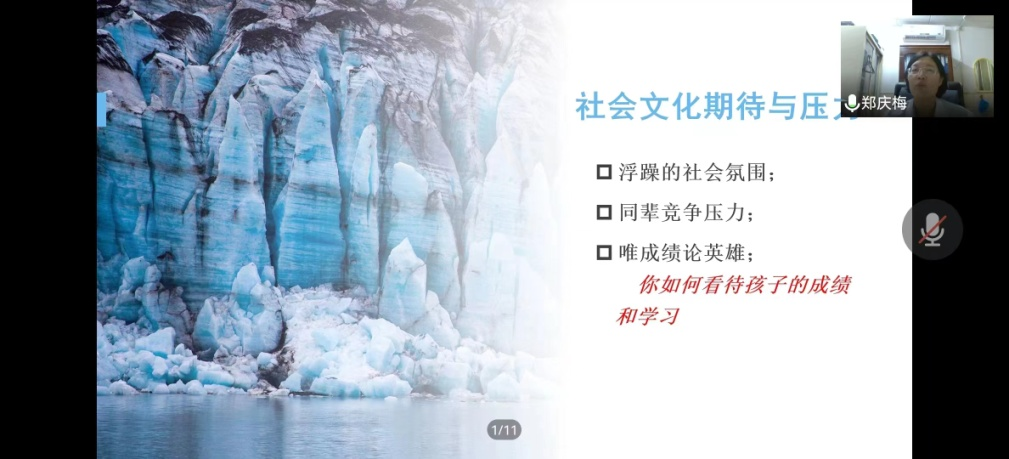 社会文化期待与压力
郑庆梅
浮躁的社会氛围；
同辈竞争压力；
唯成绩论英雄；
你如何看待孩子的成绩
和学习
1/11